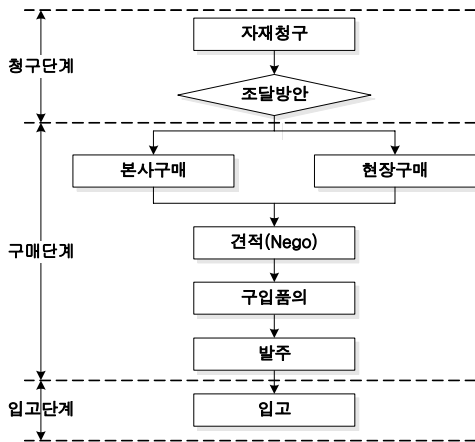 자재청구
청구단계
조달방안
본사구매
현장구매
견적(Nego)
구매단계
구입품의
발주
입고단계
입고